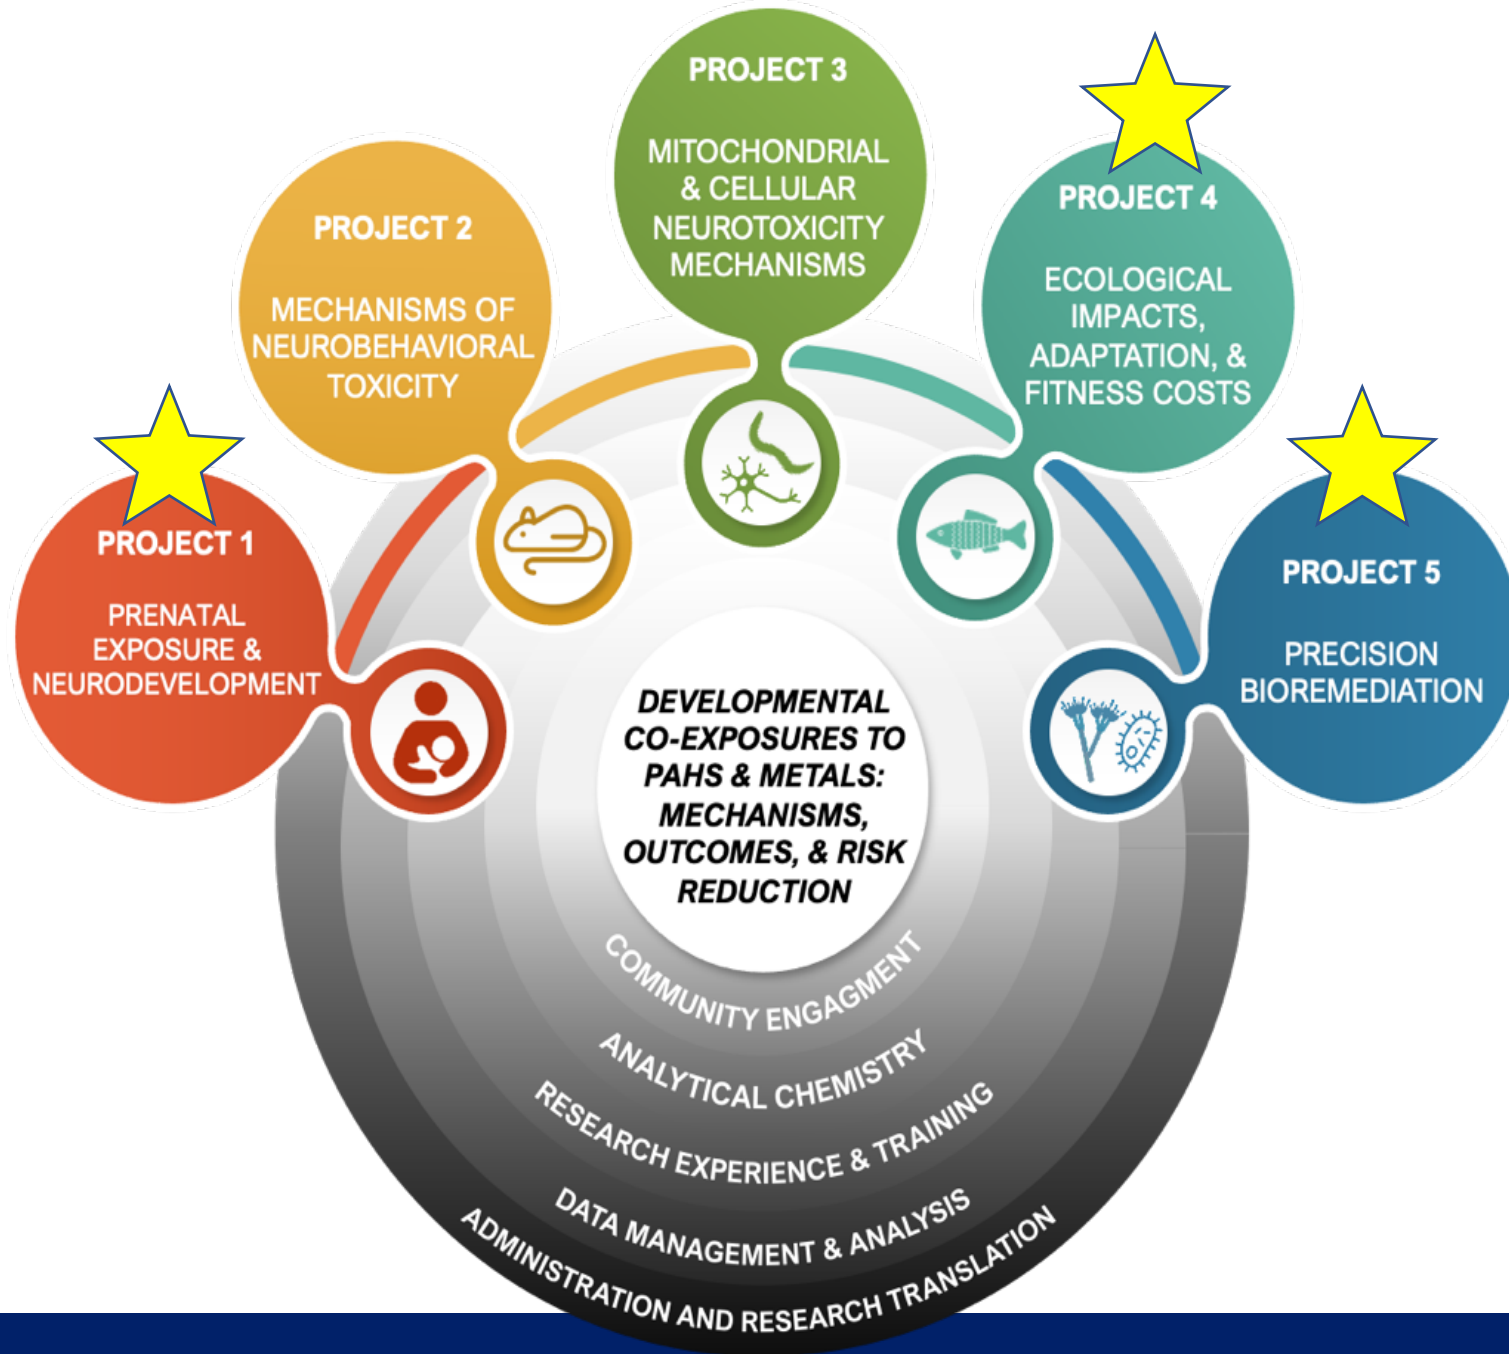 PROJECT 1
PRENATAL
EXPOSURE &
NEURODEVELOPMENT
PROJECT 2
MECHANISMS OF
NEUROBEHAVIORAL
TOXICITY
PROJECT 3
MITOCHONDRIAL
& CELLULAR
NEUROTOXICITY
MECHANISMS
PROJECT 4
ECOLOGICAL
IMPACTS,
ADAPTATION, &
FITNESS COSTS
PROJECT 5
PRECISION
BIOREMEDIATION
DEVELOPMENTAL
CO-EXPOSURES TO
PAHS & METALS:
MECHANISMS,
OUTCOMES, & RISK
REDUCTION
COMMUNITY ENGAGMENT
ANALYTICAL CHEMISTRY
RESEARCH EXPERIENCE & TRAINING
DATA MANAGEMENT & ANALYSIS
ADMINISTRATION AND RESEARCH TRANSLATION